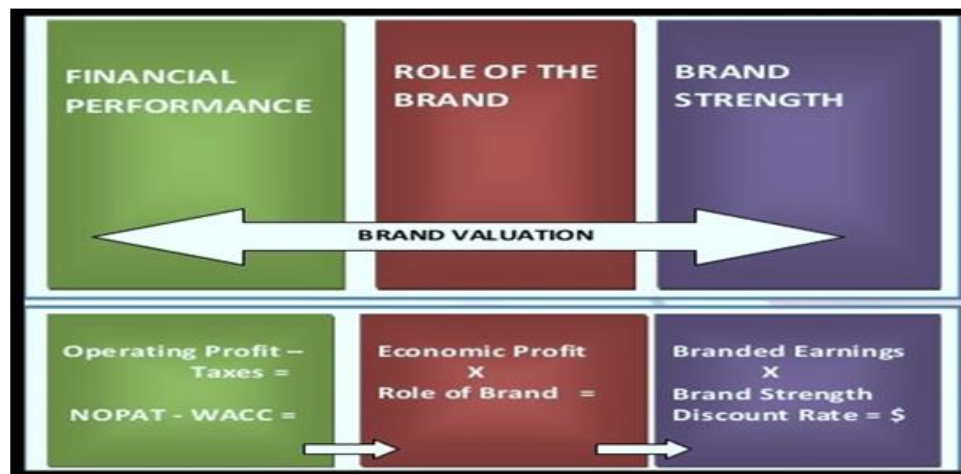 FINANCIAL
PERFORMANCE
ROLE OF THE
BRAND
BRAND
STRENGTH
BRAND VALUATION
Operating Profit –
Taxes =
NOPAT - WACC =
Economic Profit
X
Role of Brand =
Branded Earnings
X
Brand Strength
Discount Rate = $